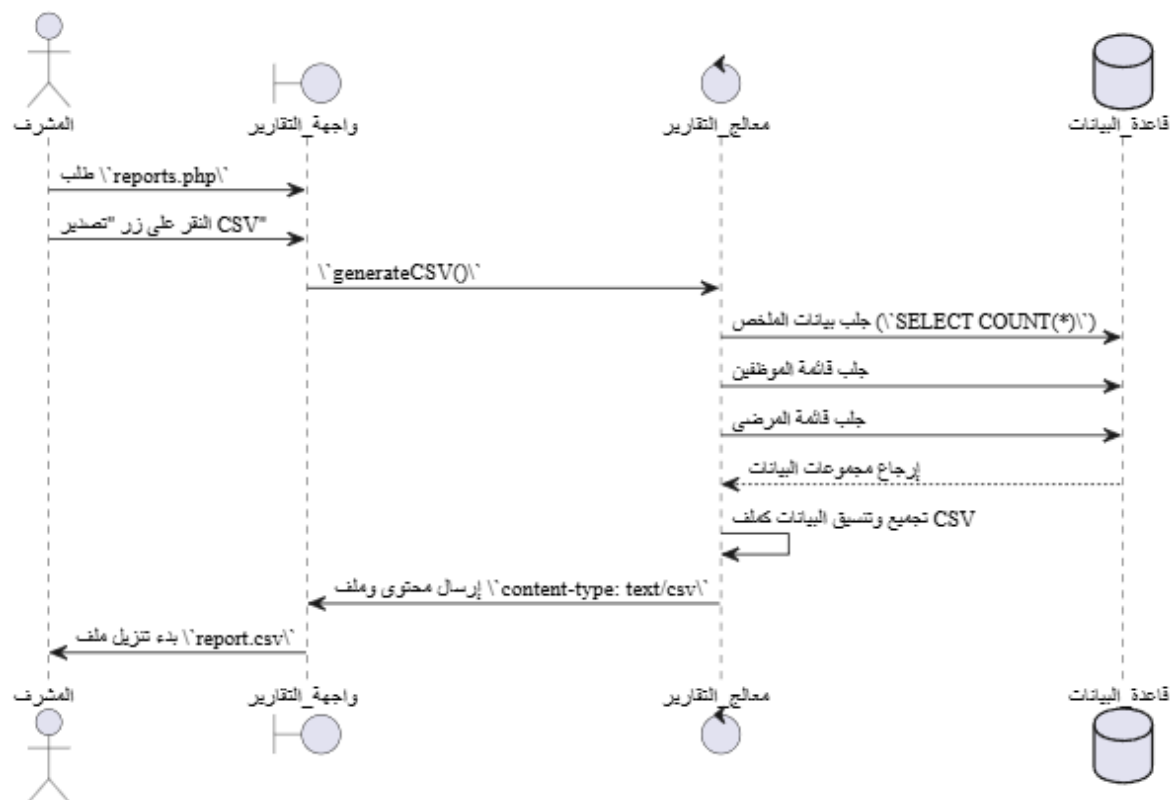 المشرف
واجهة_التقارير
معالج_التقارير
قاعدة_البيانات
طلب \`reports.php\`
النقر على زر "تصدير CSV"
\`generateCSV()\`
جلب بيانات الملخص (\`SELECT COUNT(*)\`)
جلب قائمة الموظفين
جلب قائمة المرضى
إرجاع مجموعات البيانات
تجميع وتنسيق البيانات كملف CSV
إرسال محتوى وملف \`content-type: text/csv\`
بدء تنزيل ملف \`report.csv\`
المشرف
واجهة_التقارير
معالج_التقارير
قاعدة_البيانات